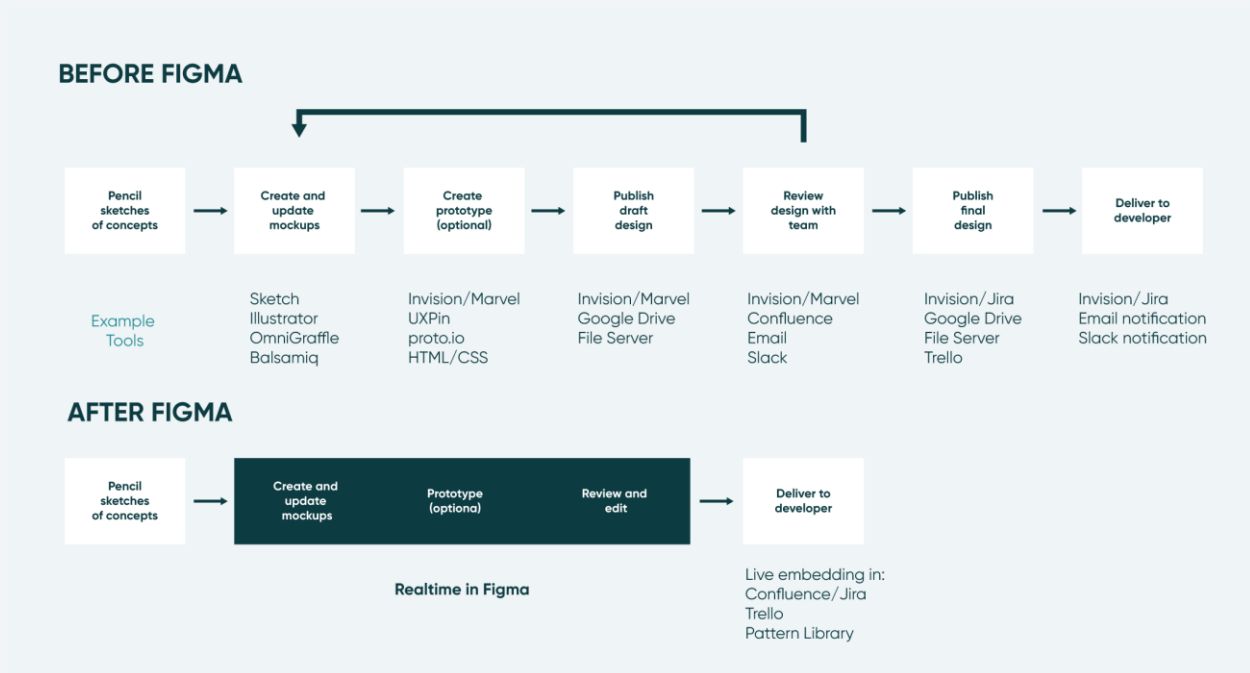 BEFORE FIGMA
Pencil
sketches
of concepts
Create and
update
mockups
Create
prototype
(optional)
Publish
draft
design
Review
design with
team
Publish
final
design
Deliver to
developer
Example
Tools
Sketch
Illustrator
OmniGraffle
Balsamiq
Invision/Marvel
UXPin
proto.io
HTML/CSS
Invision/Marvel
Google Drive
File Server
Invision/Marvel
Confluence
Email
Slack
Invision/Jira
Google Drive
File Server
Trello
Invision/Jira
Email notification
Slack notification
AFTER FIGMA
Pencil
sketches
of concepts
Create and
update
mockups
Prototype
(optiona)
Review and
edit
Deliver to
developer
Realtime in Figma
Live embedding in:
Confluence/Jira
Trello
Pattern Library